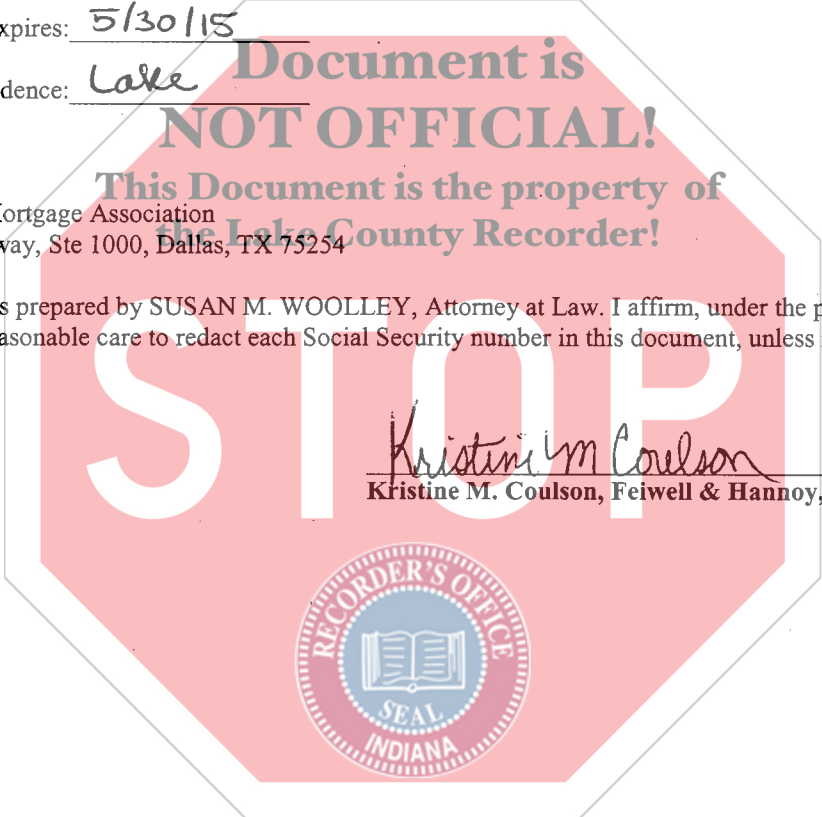 xpires: 5/30/15
dence: Lake
Document is
NOT OFFICIAL!
This Document is the property of
the Lake County Recorder!
ortgage Association
way, Ste 1000, Dallas, TX 75254
s prepared by SUSAN M. WOOLLEY, Attorney at Law. I affirm, under the p
asonable care to redact each Social Security number in this document, unless
STOP
Kristine M Coulson
Kristine M. Coulson, Feiwell & Hannoy,
RECORDER'S OFFICE
SEAL
INDIANA